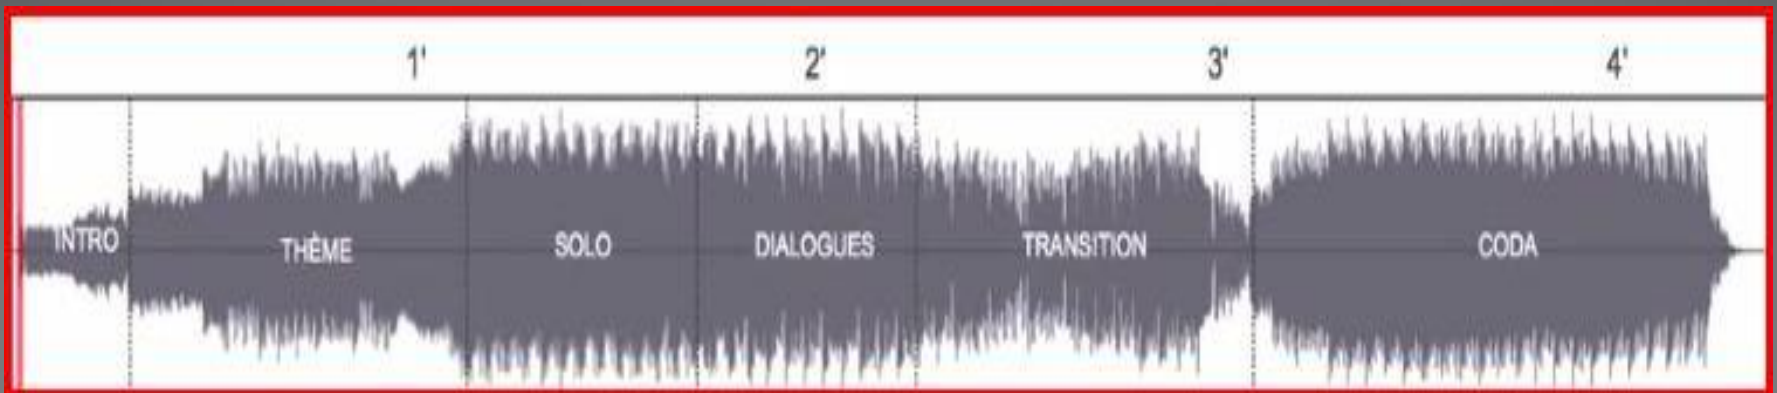 1' 2' 3' 4'
INTRO THÈME SOLO DIALOGUES TRANSITION CODA